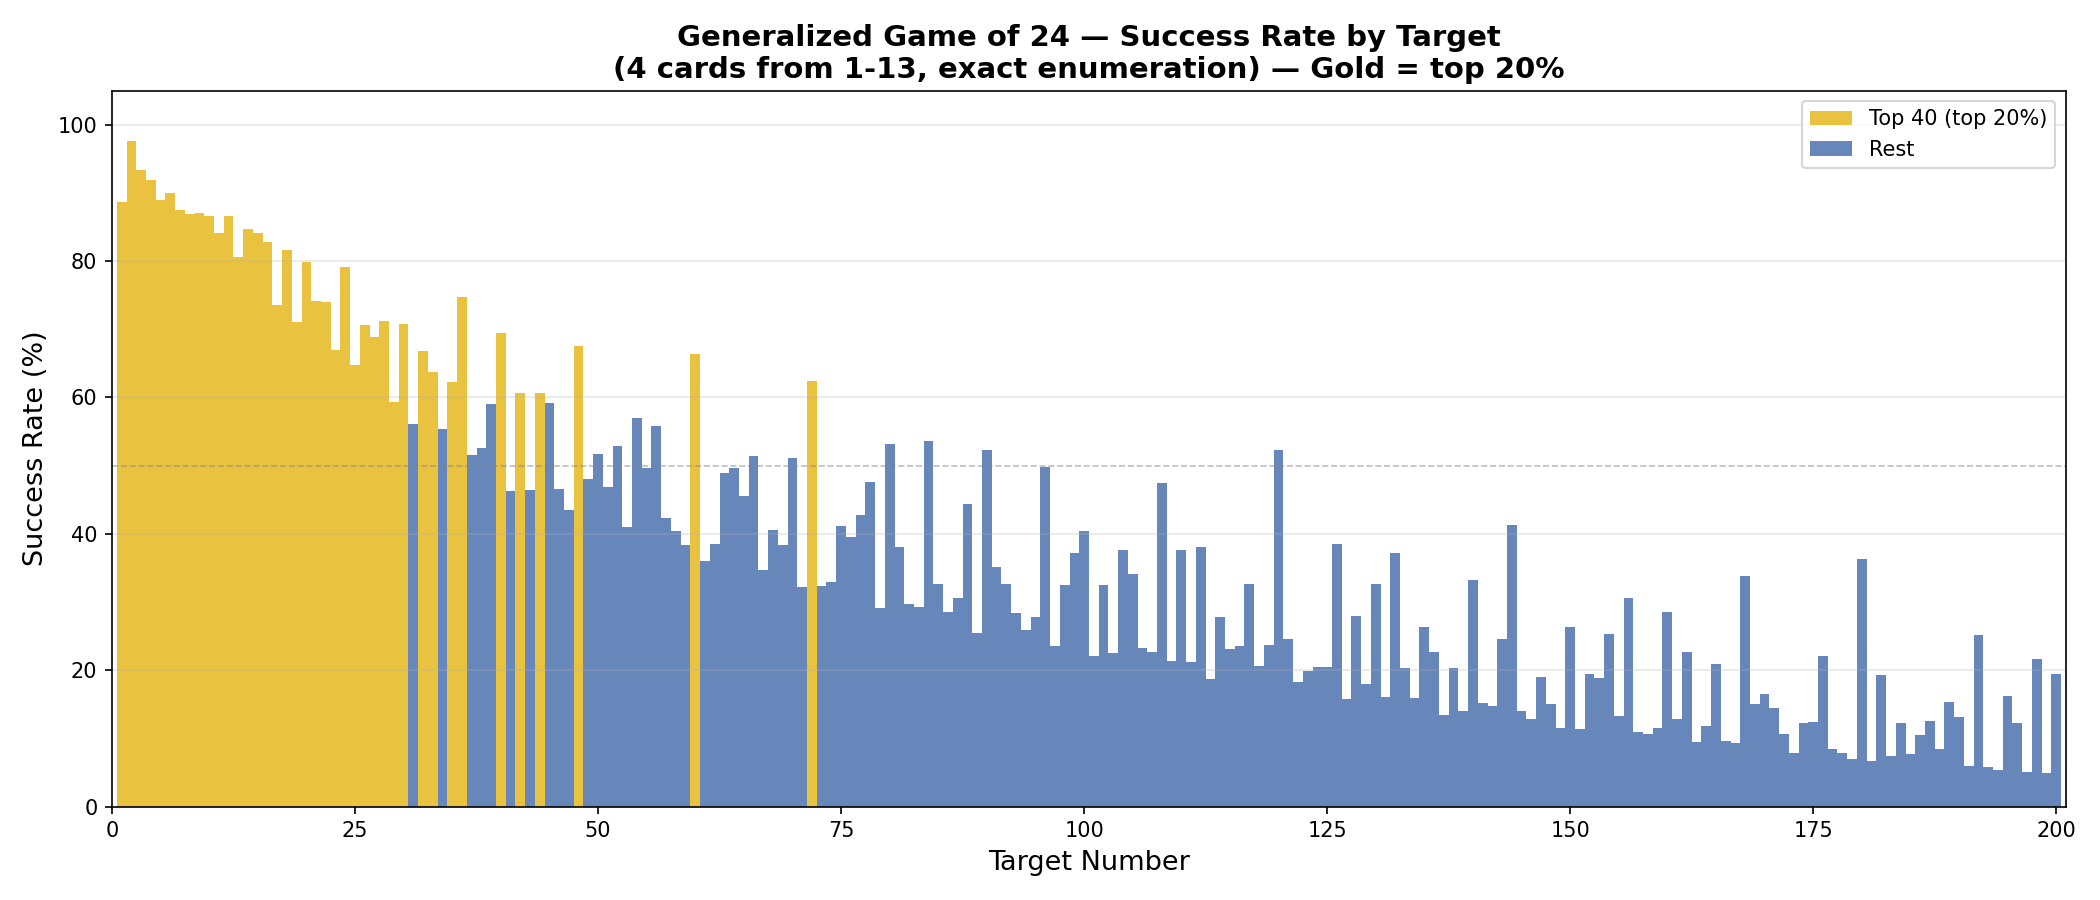 Generalized Game of 24 — Success Rate by Target
(4 cards from 1-13, exact enumeration) — Gold = top 20%
Top 40 (top 20%)
Rest
Success Rate (%)
100
80
60
40
20
0
0 25 50 75 100 125 150 175 200
Target Number